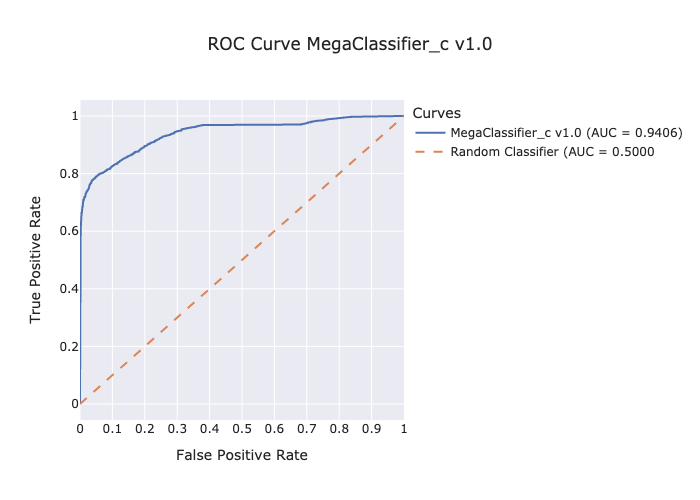 ROC Curve MegaClassifier_c v1.0
Curves
MegaClassifier_c v1.0 (AUC = 0.9406)
Random Classifier (AUC = 0.5000
True Positive Rate
1
0.8
0.6
0.4
0.2
0
0 0.1 0.2 0.3 0.4 0.5 0.6 0.7 0.8 0.9 1
False Positive Rate